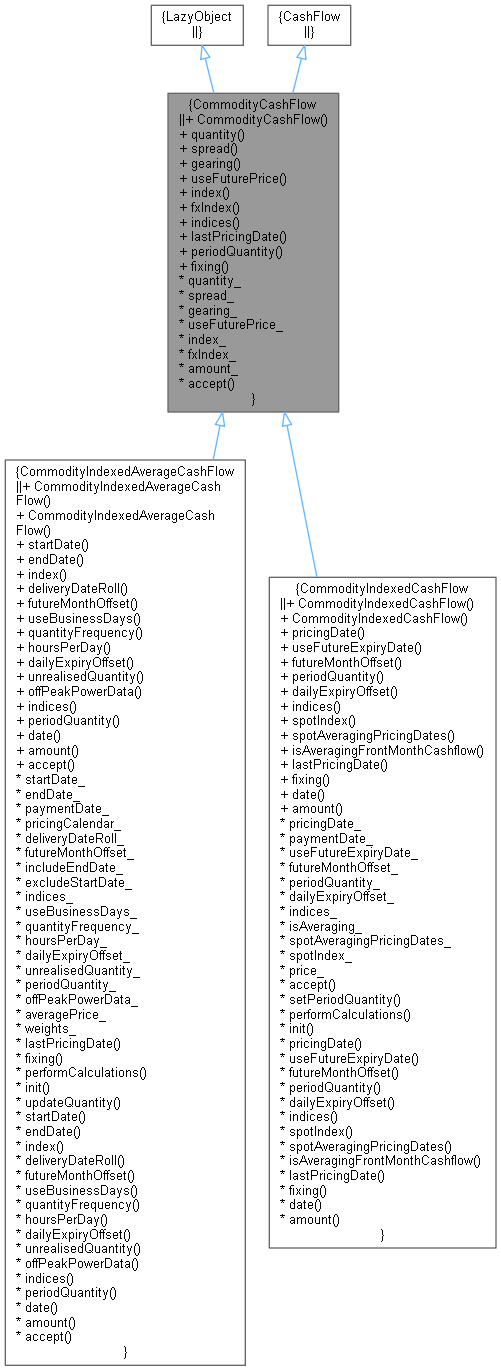 {LazyObject
||}
{CashFlow
||}
{CommodityCashFlow
||+ CommodityCashFlow()
+ quantity()
+ spread()
+ gearing()
+ useFuturePrice()
+ index()
+ fxIndex()
+ indices()
+ lastPricingDate()
+ periodQuantity()
+ fixing()
* quantity_
* spread_
* gearing_
* useFuturePrice_
* index_
* fxIndex_
* amount_
* accept()
}
{CommodityIndexedAverageCashFlow
||+ CommodityIndexedAverageCash
Flow()
+ CommodityIndexedAverageCash
Flow()
+ startDate()
+ endDate()
+ index()
+ deliveryDateRoll()
+ futureMonthOffset()
+ useBusinessDays()
+ quantityFrequency()
+ hoursPerDay()
+ dailyExpiryOffset()
+ unrealisedQuantity()
+ offPeakPowerData()
+ indices()
+ periodQuantity()
+ date()
+ amount()
+ accept()
* startDate_
* endDate_
* paymentDate_
* pricingCalendar_
* deliveryDateRoll_
* futureMonthOffset_
* includeEndDate_
* excludeStartDate_
* indices_
* useBusinessDays_
* quantityFrequency_
* hoursPerDay_
* dailyExpiryOffset_
* unrealisedQuantity_
* periodQuantity_
* offPeakPowerData_
* averagePrice_
* weights_
* lastPricingDate()
* fixing()
* performCalculations()
* init()
* updateQuantity()
* startDate()
* endDate()
* index()
* deliveryDateRoll()
* futureMonthOffset()
* useBusinessDays()
* quantityFrequency()
* hoursPerDay()
* dailyExpiryOffset()
* unrealisedQuantity()
* offPeakPowerData()
* indices()
* periodQuantity()
* date()
* amount()
* accept()
}
{CommodityIndexedCashFlow
||+ CommodityIndexedCashFlow()
+ CommodityIndexedCashFlow()
+ pricingDate()
+ useFutureExpiryDate()
+ futureMonthOffset()
+ periodQuantity()
+ dailyExpiryOffset()
+ indices()
+ spotIndex()
+ spotAveragingPricingDates()
+ isAveragingFrontMonthCashflow()
+ lastPricingDate()
+ fixing()
+ date()
+ amount()
* pricingDate_
* paymentDate_
* useFutureExpiryDate_
* futureMonthOffset_
* periodQuantity_
* dailyExpiryOffset_
* indices_
* isAveraging_
* spotAveragingPricingDates_
* spotIndex_
* price_
* accept()
* setPeriodQuantity()
* performCalculations()
* init()
* pricingDate()
* useFutureExpiryDate()
* futureMonthOffset()
* periodQuantity()
* dailyExpiryOffset()
* indices()
* spotIndex()
* spotAveragingPricingDates()
* isAveragingFrontMonthCashflow()
* lastPricingDate()
* fixing()
* date()
* amount()
}